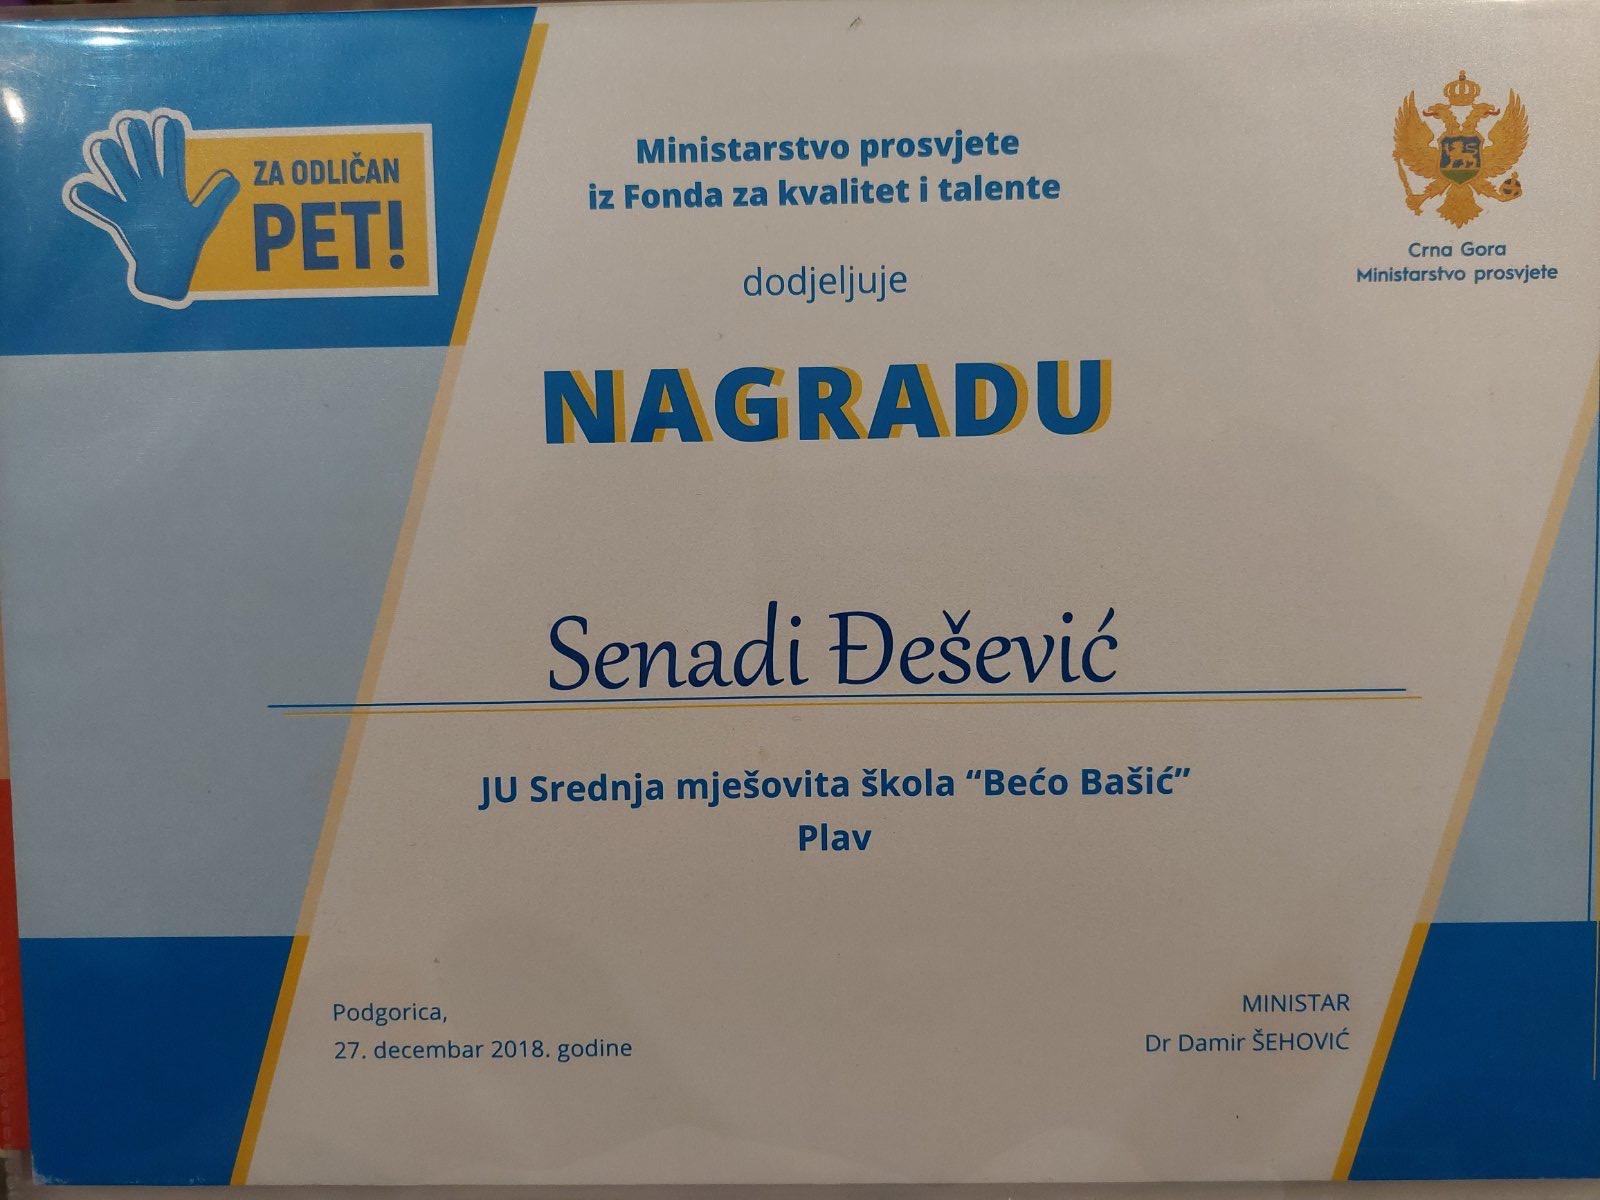 ZA ODLIČAN
PET!
Ministarstvo prosvjete
iz Fonda za kvalitet i talente
dodjeljuje
NAGRADU
Crna Gora
Ministarstvo prosvjete
Senadi Đešević
JU Srednja mješovita škola “Bećo Bašić”
Plav
Podgorica,
27. decembar 2018. godine
MINISTAR
Dr Damir ŠEHOVIĆ